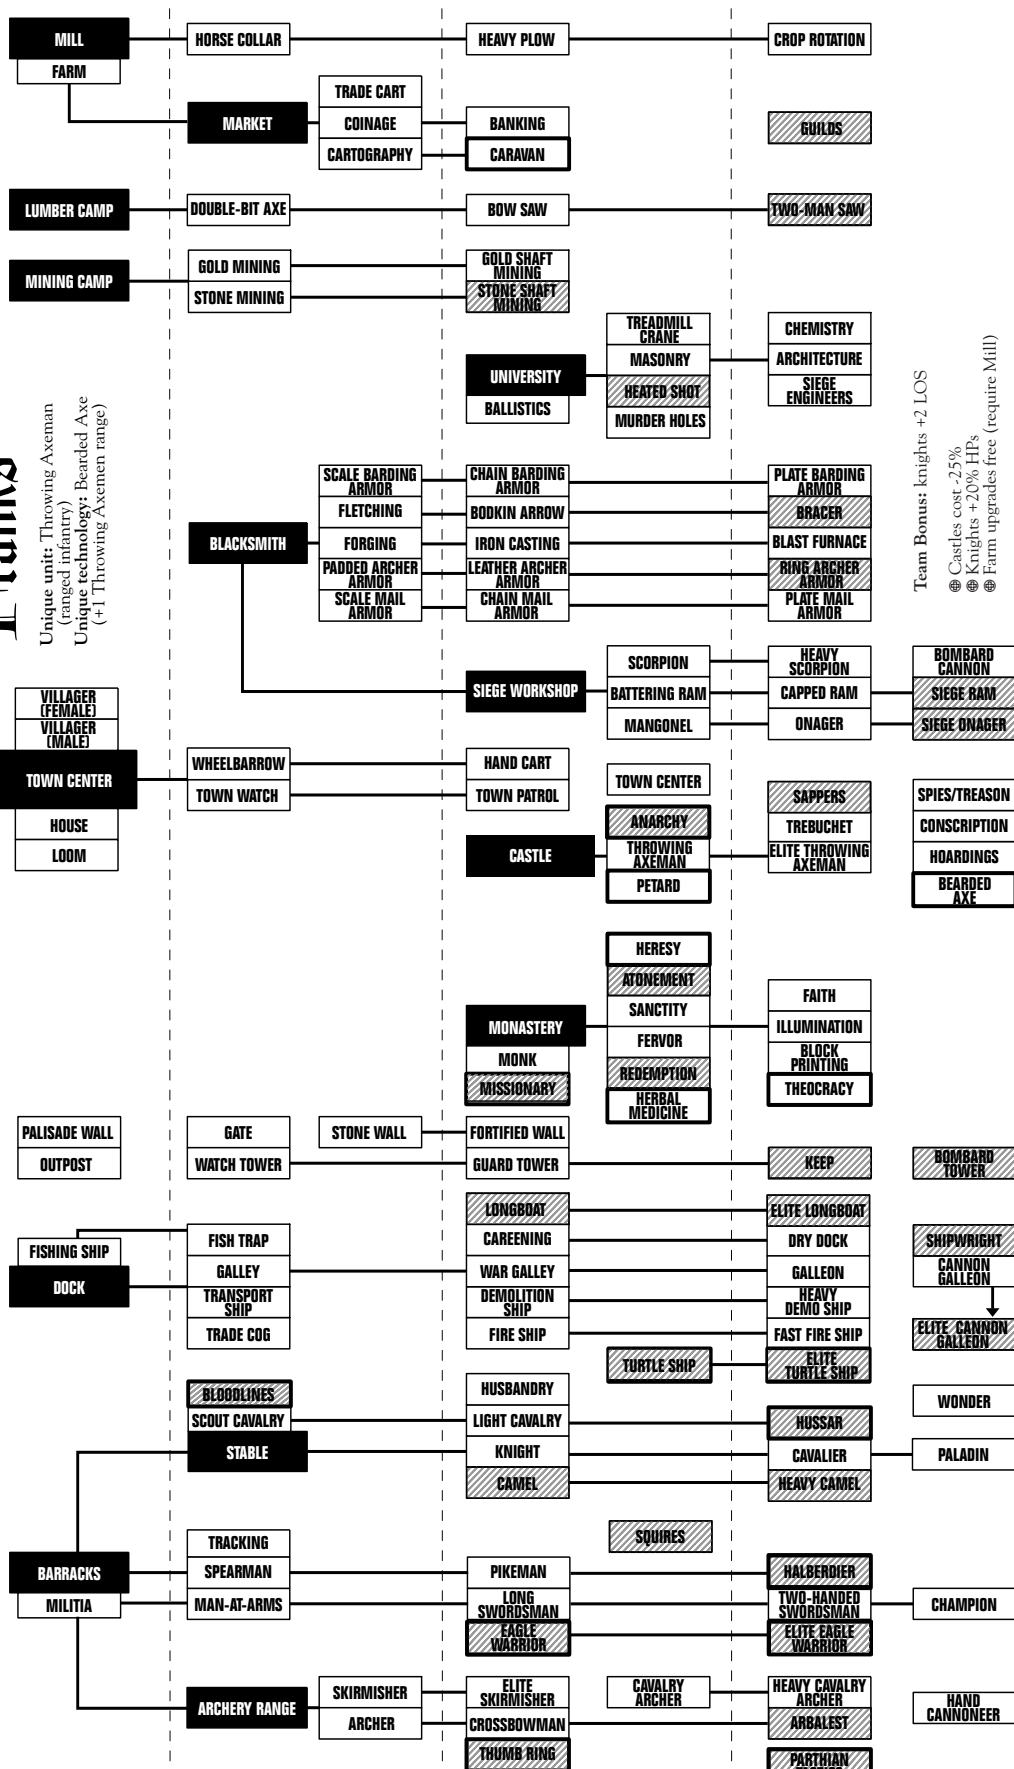 MILL
FARM
HORSE COLLAR
HEAVY PLOW
CROP ROTATION
MARKET
TRADE CART
COINAGE
CARTOGRAPHY
BANKING
CARAVAN
GUILDS
LUMBER CAMP
DOUBLE-BIT AXE
BOW SAW
TWO-MAN SAW
MINING CAMP
GOLD MINING
STONE MINING
GOLD SHAFT
MINING
STONE SHAFT
MINING
UNIVERSITY
BALLISTICS
TREADMILL
CRANE
MASONRY
HEATED SHOT
MURDER HOLES
CHEMISTRY
ARCHITECTURE
SIEGE
ENGINEERS
Unique unit: Throwing Axeman
(ranged infantry)
Unique technology: Bearded Axe
(+1 Throwing Axemen range)
Team Bonus: knights +2 LOS
Castles cost -25%
Knights +20% HPs
Farm upgrades free (require Mill)
BLACKSMITH
SCALE BARDING
ARMOR
FLETCHING
FORGING
PADDED ARCHER
ARMOR
SCALE MAIL
ARMOR
CHAIN BARDING
ARMOR
BODKIN ARROW
IRON CASTING
LEATHER ARCHER
ARMOR
CHAIN MAIL
ARMOR
PLATE BARDING
ARMOR
BRACER
BLAST FURNACE
RING ARCHER
ARMOR
PLATE MAIL
ARMOR
SIEGE WORKSHOP
SCORPION
BATTERING RAM
MANGONEL
HEAVY
SCORPION
CAPPED RAM
ONAGER
BOMBARD
CANNON
SIEGE RAM
SIEGE ONAGER
VILLAGER
(FEMALE)
VILLAGER
(MALE)
TOWN CENTER
HOUSE
LOOM
WHEELBARROW
TOWN WATCH
HAND CART
TOWN PATROL
TOWN CENTER
CASTLE
ANARCHY
THROWING
AXEMAN
PETARD
SAPPERS
TREBUCHET
ELITE THROWING
AXEMAN
SPIES/TREASON
CONSCRIPTION
HOARDINGS
BEARDED
AXE
MONASTERY
MONK
MISSIONARY
HERESY
ATONEMENT
SANCTITY
FERVOR
REDEMPTION
HERBAL
MEDICINE
FAITH
ILLUMINATION
BLOCK
PRINTING
THEOCRACY
PALISADE WALL
OUTPOST
GATE
WATCH TOWER
STONE WALL
FORTIFIED WALL
GUARD TOWER
KEEP
BOMBARD
TOWER
FISHING SHIP
DOCK
FISH TRAP
GALLEY
TRANSPORT
SHIP
TRADE COG
LONGBOAT
CAREENING
WAR GALLEY
DEMOLITION
SHIP
FIRE SHIP
TURTLE SHIP
ELITE LONGBOAT
DRY DOCK
GALLEON
HEAVY
DEMO SHIP
FAST FIRE SHIP
ELITE
TURTLE SHIP
SHIPWRIGHT
CANNON
GALLEON
ELITE CANNON
GALLEON
WONDER
BLOODLINES
SCOUT CAVALRY
STABLE
HUSBANDRY
LIGHT CAVALRY
KNIGHT
CAMEL
HUSSAR
CAVALIER
HEAVY CAMEL
PALADIN
BARRACKS
MILITIA
TRACKING
SPEARMAN
MAN-AT-ARMS
SQUIRES
PIKEMAN
LONG
SWORDSMAN
EAGLE
WARRIOR
HALBERDIER
TWO-HANDED
SWORDSMAN
ELITE EAGLE
WARRIOR
CHAMPION
ARCHERY RANGE
SKIRMISHER
ARCHER
ELITE
SKIRMISHER
CROSSBOWMAN
THUMB RING
CAVALRY
ARCHER
HEAVY CAVALRY
ARCHER
ARBALEST
PARTHIAN
HAND
CANNONEER